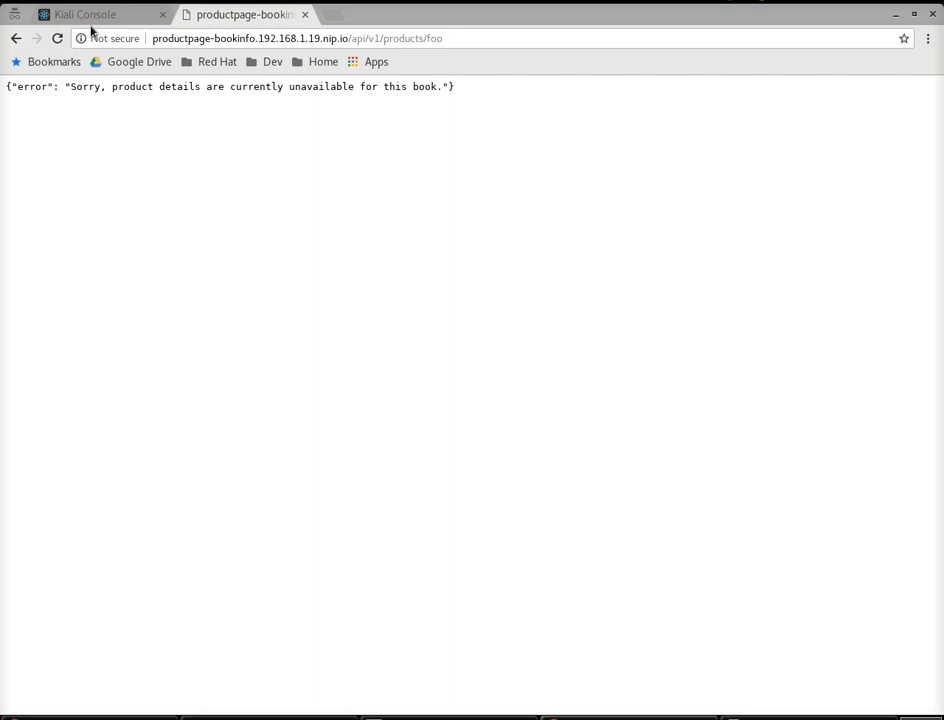 Kiali Console
productpage-bookin
Not secure
productpage-bookinfo.192.168.1.19.nip.io/api/v1/products/foo
Bookmarks Google Drive Red Hat Dev Home Apps
{"error": "Sorry, product details are currently unavailable for this book."}